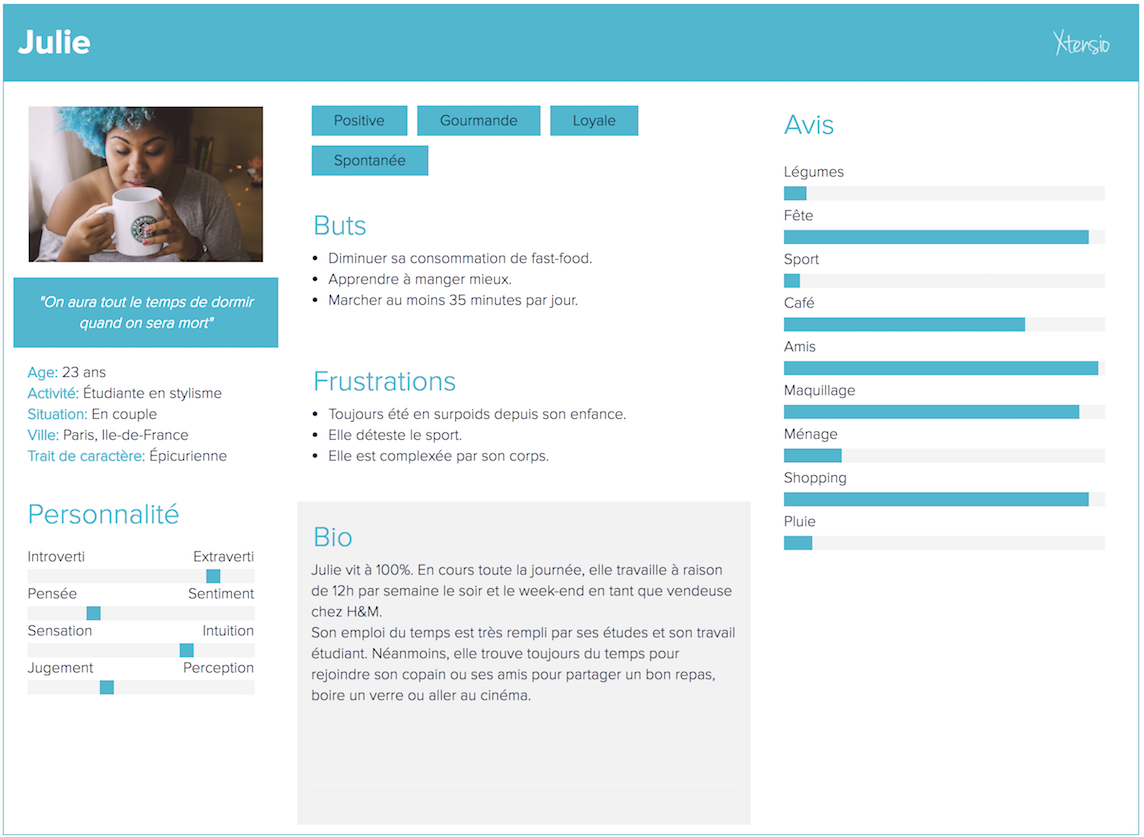 Julie
Xtensio
"On aura tout le temps de dormir
quand on sera mort"
Age: 23 ans
Activité: Étudiante en stylisme
Situation: En couple
Ville: Paris, Ile-de-France
Trait de caractère: Épicurienne
Personnalité
Introverti Extraverti
Pensée Sentiment
Sensation Intuition
Jugement Perception
Positive Gourmande Loyale
Spontanée
Buts
• Diminuer sa consommation de fast-food.
• Apprendre à manger mieux.
• Marcher au moins 35 minutes par jour.
Frustrations
• Toujours été en surpoids depuis son enfance.
• Elle déteste le sport.
• Elle est complexée par son corps.
Bio
Julie vit à 100%. En cours toute la journée, elle travaille à raison
de 12h par semaine le soir et le week-end en tant que vendeuse
chez H&M.
Son emploi du temps est très rempli par ses études et son travail
étudiant. Néanmoins, elle trouve toujours du temps pour
rejoindre son copain ou ses amis pour partager un bon repas,
boire un verre ou aller au cinéma.
Avis
Légumes
Fête
Sport
Café
Amis
Maquillage
Ménage
Shopping
Pluie